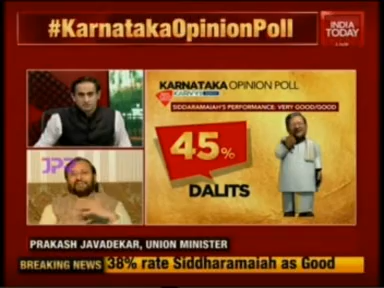 #KarnatakaOpinionPoll
INDIA
TODAY
KARNATAKA OPINION POLL
KARVY
SIDDARAMAIAH'S PERFORMANCE: VERY GOOD/GOOD
45%
DALITS
PRAKASH JAVADEKAR, UNION MINISTER
BREAKING NEWS 38% rate Siddharamaiah as Good